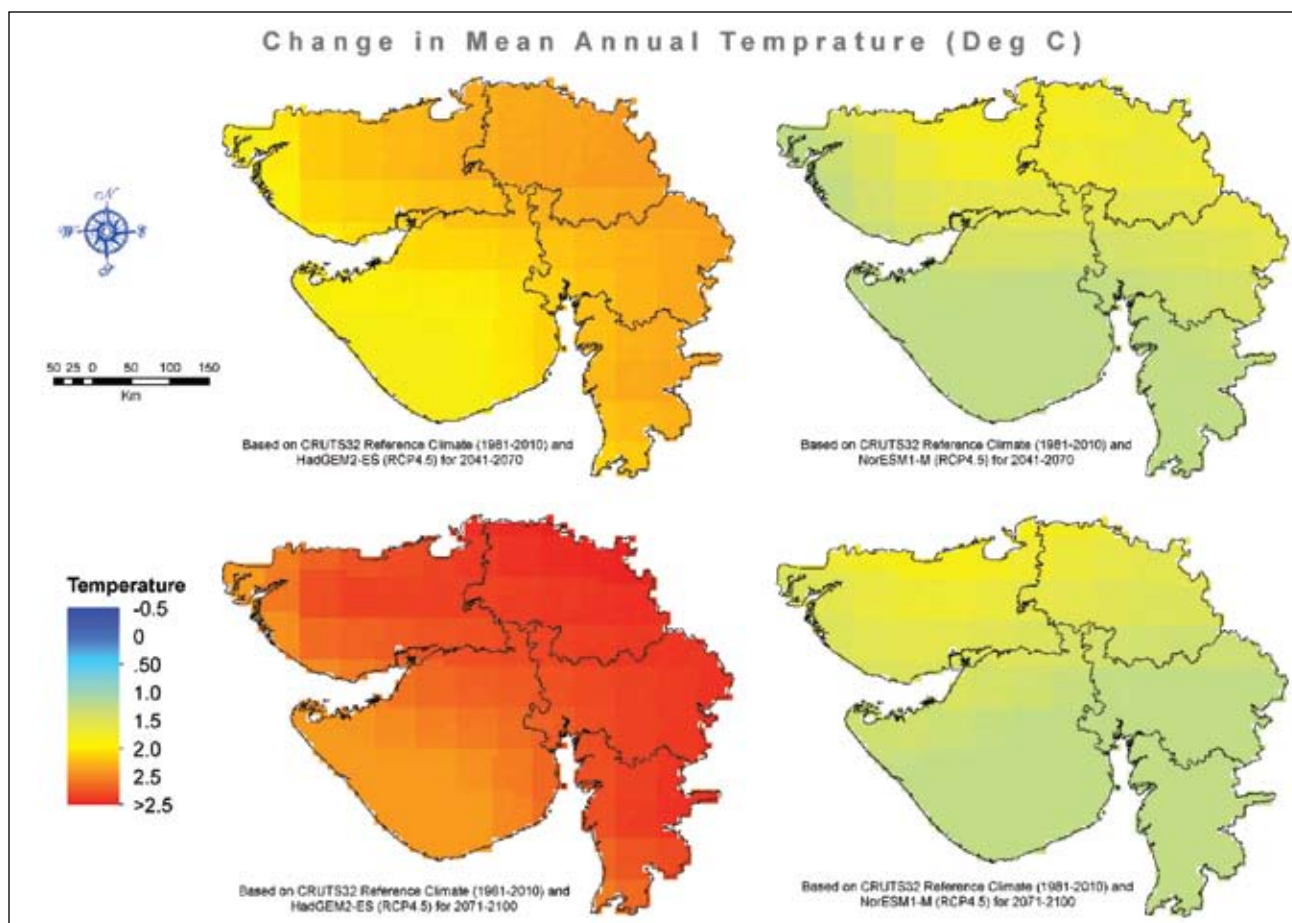 Change in Mean Annual Temprature (Deg C)
N
W E
S
50 25 0 50 100 150
Km
Based on CRUTS32 Reference Climate (1981-2010) and
HadGEM2-ES (RCP4.5) for 2041-2070
Based on CRUTS32 Reference Climate (1981-2010) and
NorESM1-M (RCP4.5) for 2041-2070
Temperature
-0.5
0
.50
1.0
1.5
2.0
2.5
>2.5
Based on CRUTS32 Reference Climate (1981-2010) and
HadGEM2-ES (RCP4.5) for 2071-2100
Based on CRUTS32 Reference Climate (1981-2010) and
NorESM1-M (RCP4.5) for 2071-2100